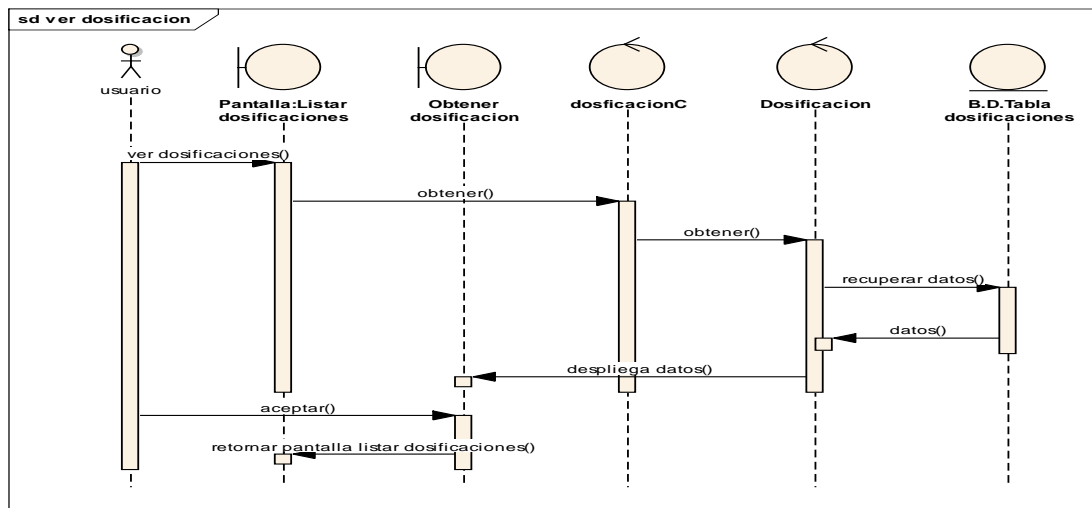 sd ver dosificacion
usuario
Pantalla:Listar
dosificaciones
Obtener
dosificacion
dosficacionC
Dosificacion
B.D.Tabla
dosificaciones
ver dosificaciones()
obtener()
obtener()
recuperar datos()
datos()
despliega datos()
aceptar()
retornar pantalla listar dosificaciones()